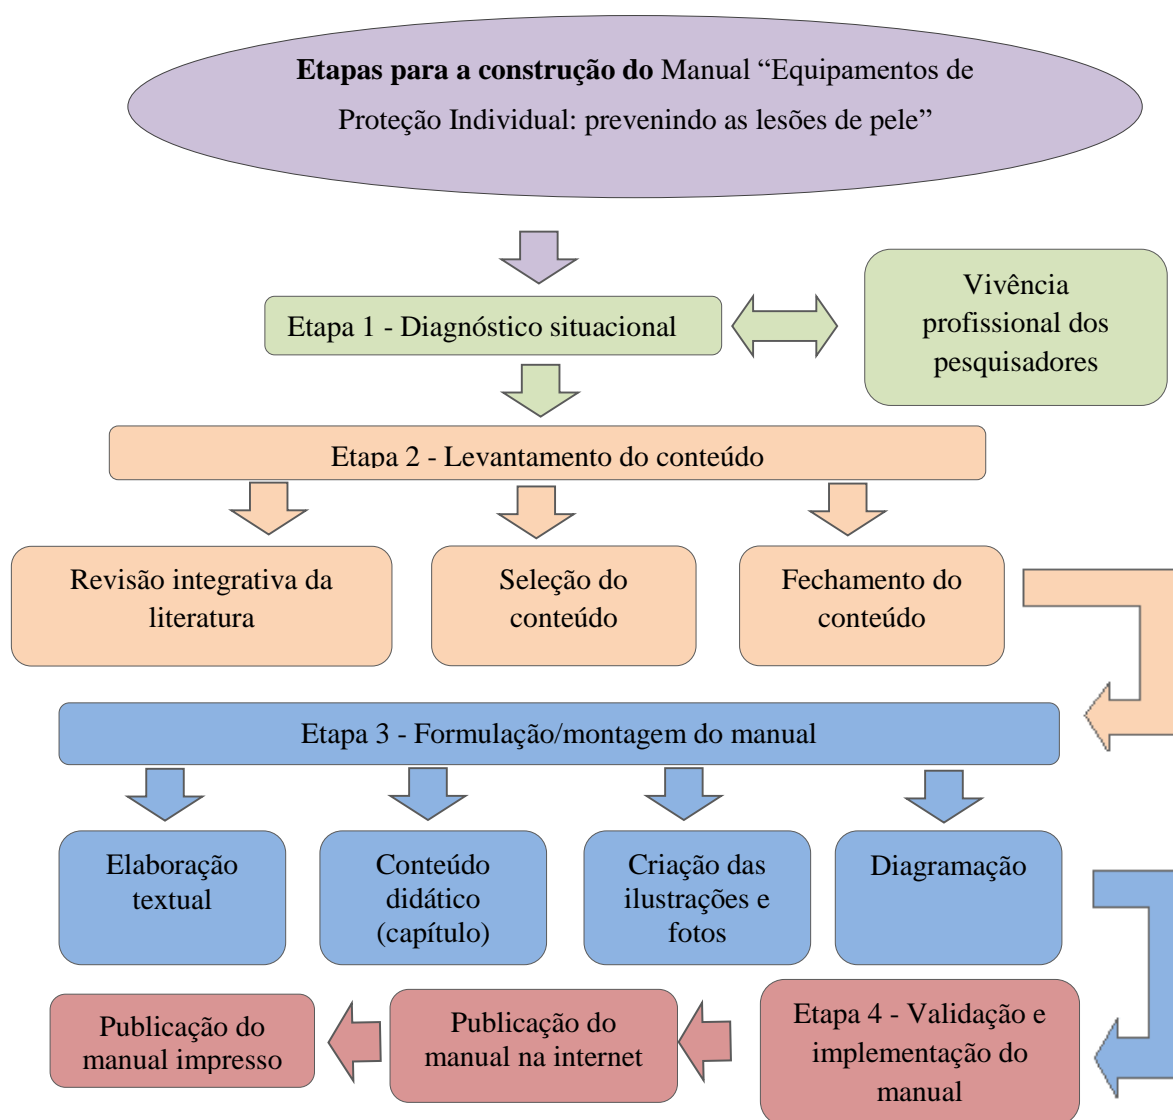 Etapas para a construção do Manual “Equipamentos de
Proteção Individual: prevenindo as lesões de pele”
Etapa 1 - Diagnóstico situacional
Vivência
profissional dos
pesquisadores
Etapa 2 - Levantamento do conteúdo
Revisão integrativa da
literatura
Seleção do
conteúdo
Fechamento do
conteúdo
Etapa 3 - Formulação/montagem do manual
Elaboração
textual
Conteúdo
didático
(capítulo)
Criação das
ilustrações e
fotos
Diagramação
Etapa 4 - Validação e
implementação do
manual
Publicação do
manual na internet
Publicação do
manual impresso